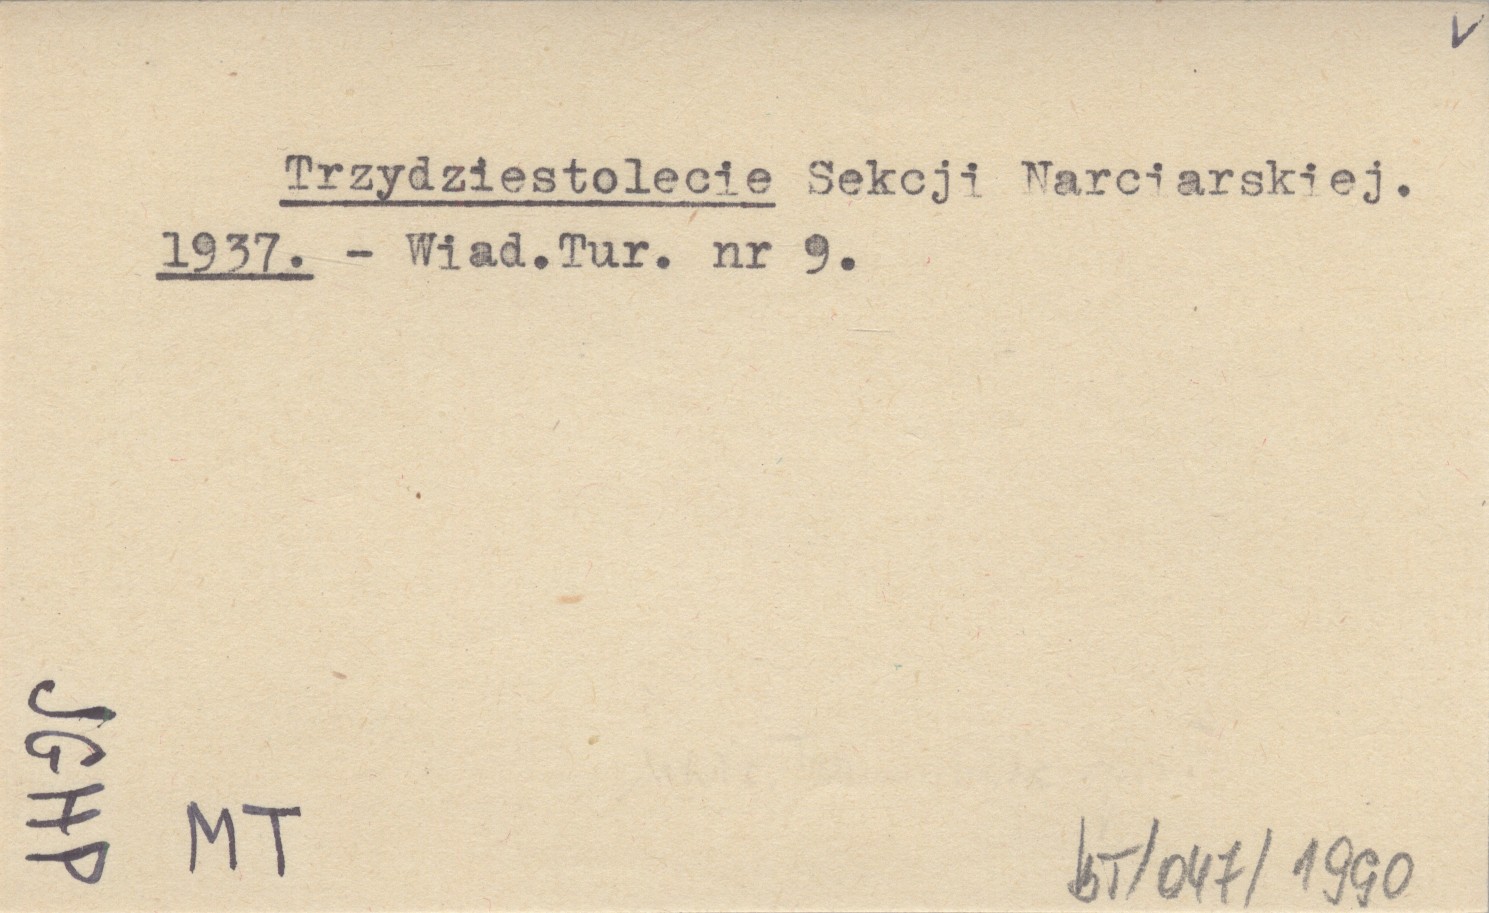 V
Trzydziestolecie Sekcji Narciarskiej.
1937. - Wiad.Tur. nr 9.
JGHP
MT
bT/047/1990